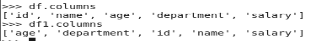 >>> df.columns
['id', 'name', 'age', 'department', 'salary']
>>> df1.columns
['age', 'department', 'id', 'name', 'salary']
>>>